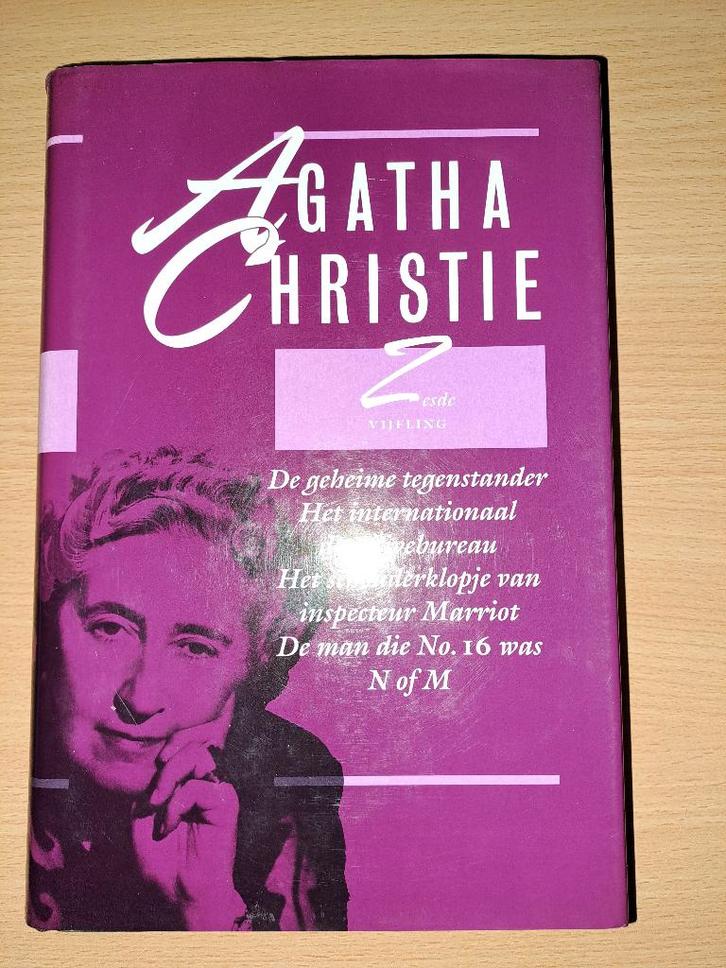 AGATHA
CHRISTIE
Zesde
VIJFLING
De geheime tegenstander
Het internationaal
Het van
inspecteur Marriot
De man die No. 16 was
N of M